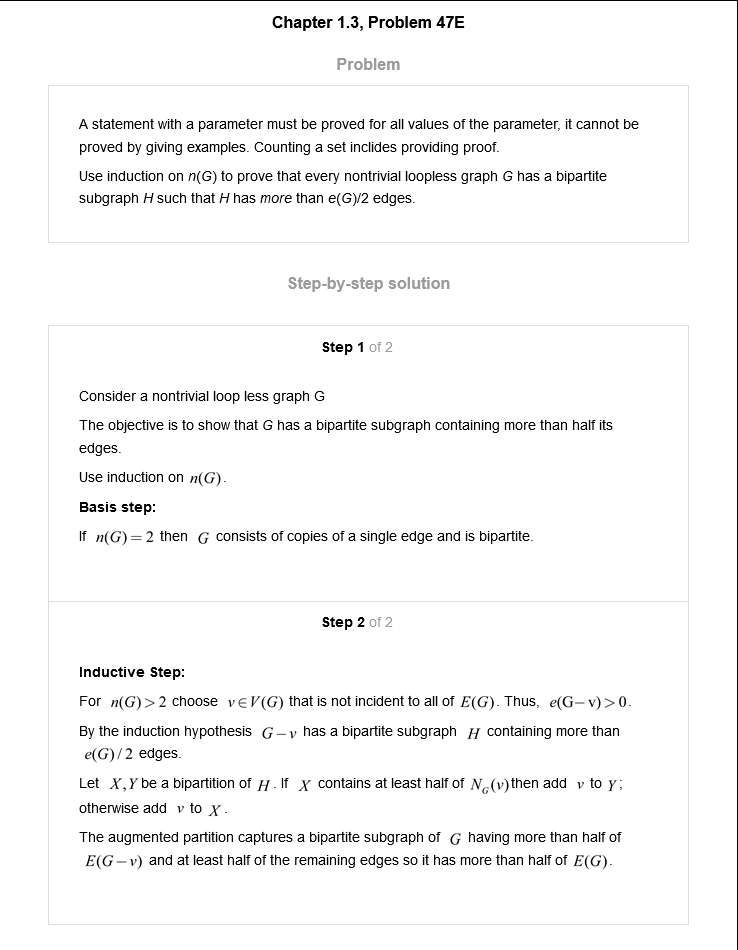 Chapter 1.3, Problem 47E
Problem
A statement with a parameter must be proved for all values of the parameter, it cannot be
proved by giving examples. Counting a set inclides providing proof.
Use induction on n(G) to prove that every nontrivial loopless graph G has a bipartite
subgraph H such that H has more than e(G)/2 edges.
Step-by-step solution
Step 1 of 2
Consider a nontrivial loop less graph G
The objective is to show that G has a bipartite subgraph containing more than half its
edges.
Use induction on n(G).
Basis step:
If n(G)=2 then G consists of copies of a single edge and is bipartite.
Step 2 of 2
Inductive Step:
For n(G)>2 choose v∈V(G) that is not incident to all of E(G). Thus, e(G–v)>0.
By the induction hypothesis G–v has a bipartite subgraph H containing more than
e(G)/2 edges.
Let X,Y be a bipartition of H. If X contains at least half of N_G(v) then add v to Y;
otherwise add v to X.
The augmented partition captures a bipartite subgraph of G having more than half of
E(G–v) and at least half of the remaining edges so it has more than half of E(G).